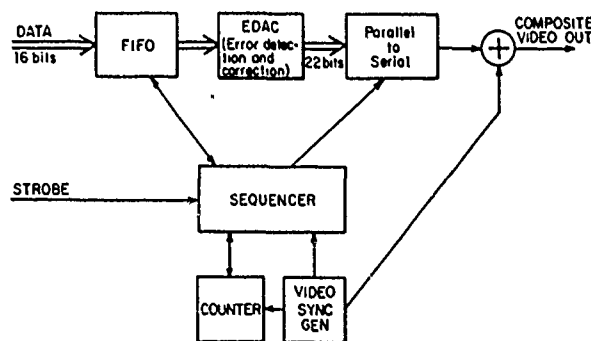 DATA
16 bits
FIFO
EDAC
(Error detec-
tion and
correction)
22 bits
Parallel
to
Serial
+
COMPOSITE
VIDEO OUT
STROBE
SEQUENCER
COUNTER
VIDEO
SYNC
GEN